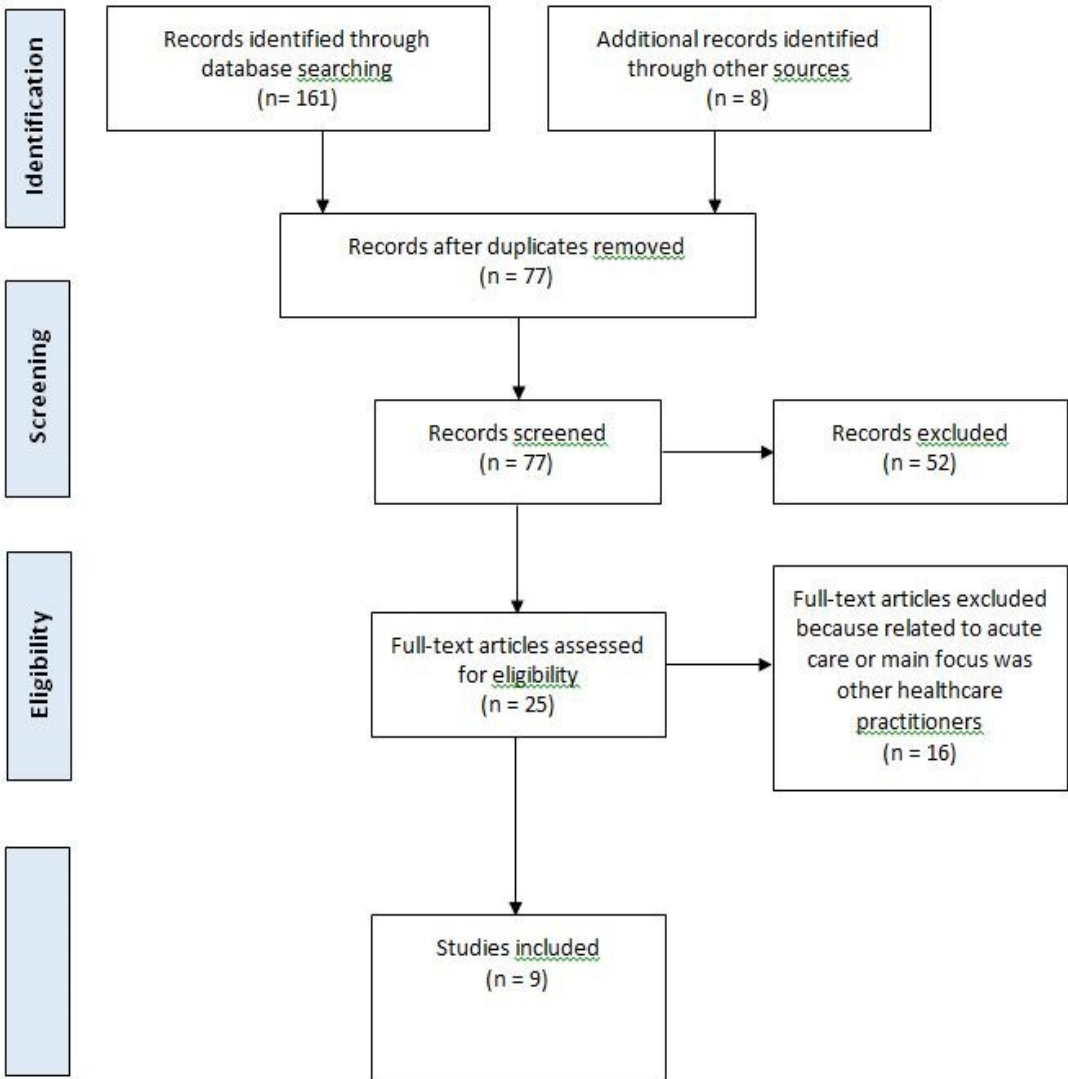 Identification
Records identified through
database searching
(n= 161)
Additional records identified
through other sources
(n = 8)
Records after duplicates removed
(n = 77)
Screening
Records screened
(n = 77)
Records excluded
(n = 52)
Eligibility
Full-text articles assessed
for eligibility
(n = 25)
Full-text articles excluded
because related to acute
care or main focus was
other healthcare
practitioners
(n = 16)
Studies included
(n = 9)